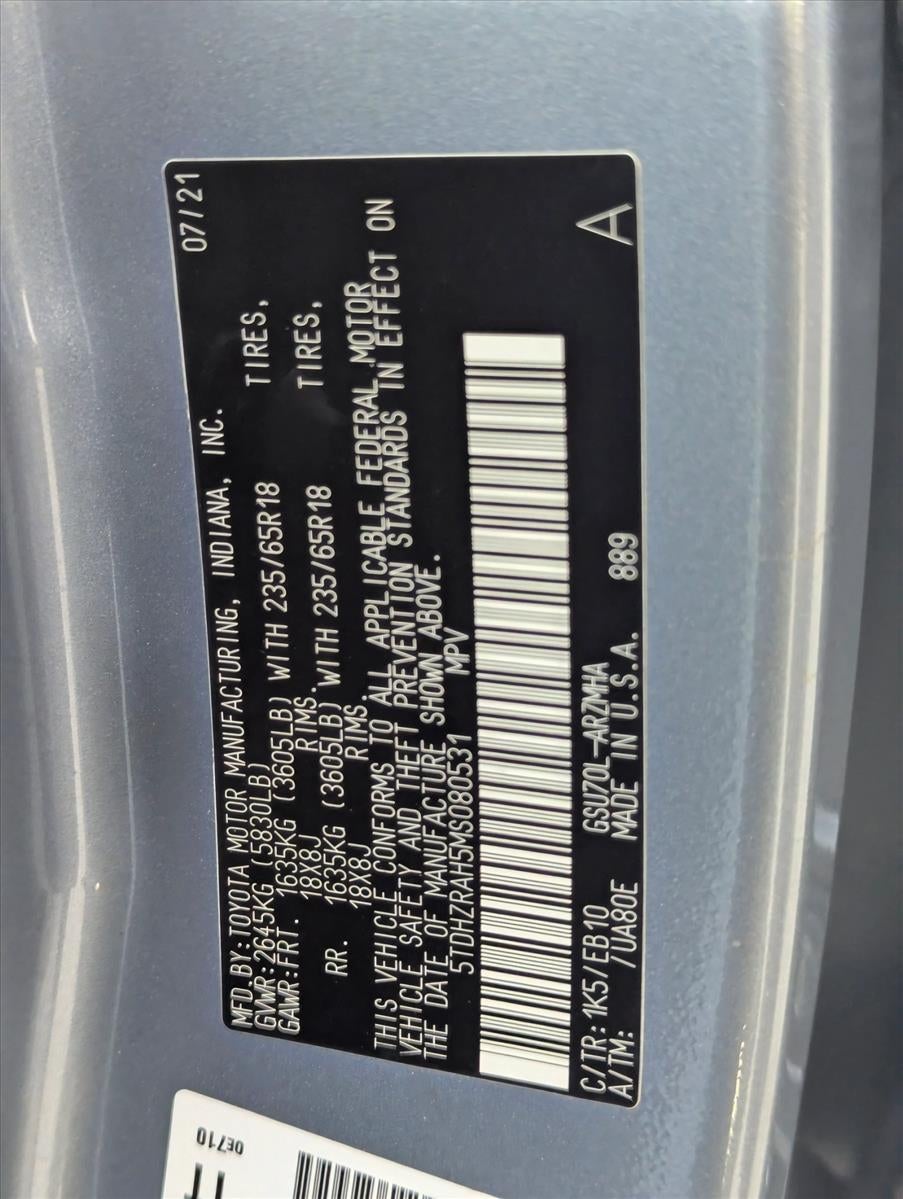 MFD.BY:TOYOTA MOTOR MANUFACTURING, INDIANA, INC. 07/21
GVWR:2645KG (5830LB)
GAWR:FRT. 1635KG (3605LB) WITH 235/65R18 TIRES,
18X8J RIMS.
RR. 1635KG (3605LB) WITH 235/65R18 TIRES,
18X8J RIMS.
THIS VEHICLE CONFORMS TO ALL APPLICABLE FEDERAL MOTOR
VEHICLE SAFETY AND THEFT PREVENTION STANDARDS IN EFFECT ON
THE DATE OF MANUFACTURE SHOWN ABOVE.
5TDHZRAH5MS080531 MPV
C/TR:1K5/EB10 GSU70L-ARZMHA
A/TM: /UA80E MADE IN U.S.A. 889 A
0E710